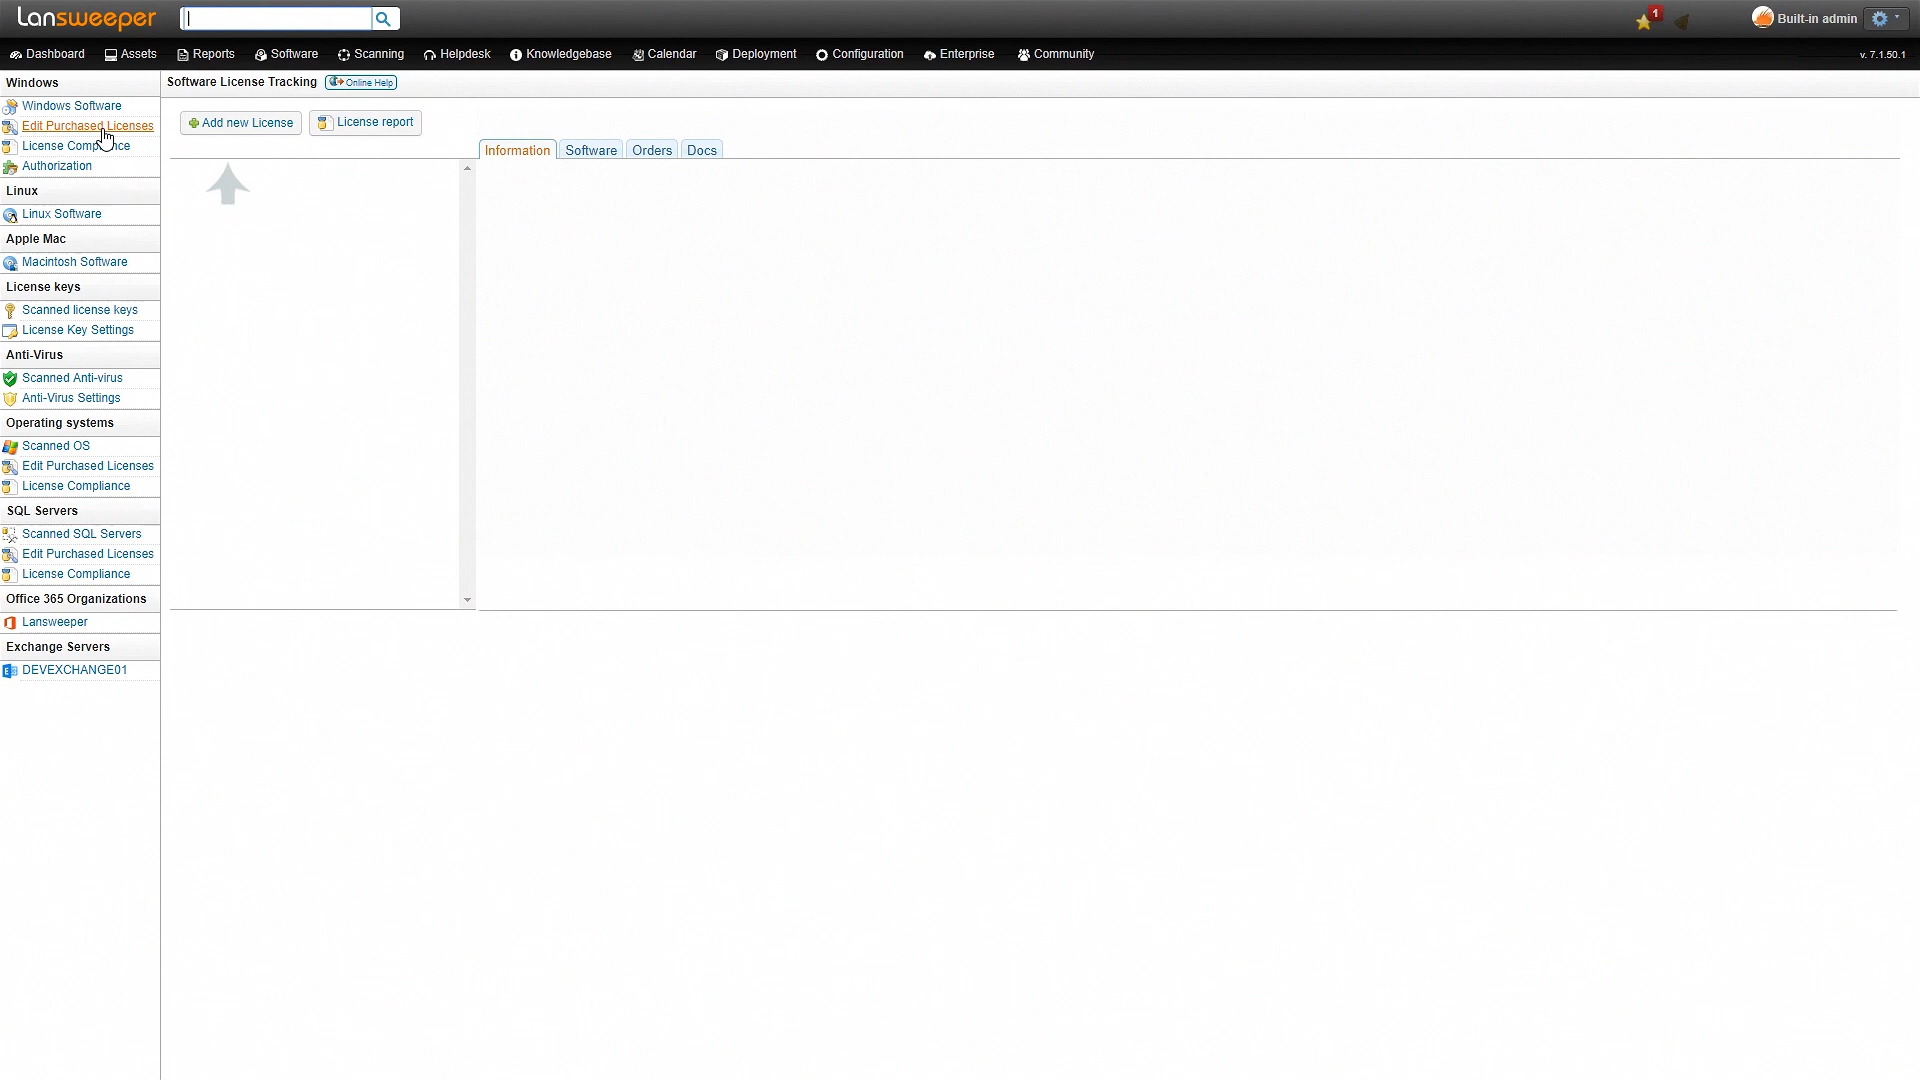 Lansweeper
1
Built-in admin
Dashboard Assets Reports Software Scanning Helpdesk Knowledgebase Calendar Deployment Configuration Enterprise Community v. 7.1.50.1
Windows
Windows Software
Edit Purchased Licenses
License Compliance
Authorization
Linux
Linux Software
Apple Mac
Macintosh Software
License keys
Scanned license keys
License Key Settings
Anti-Virus
Scanned Anti-virus
Anti-Virus Settings
Operating systems
Scanned OS
Edit Purchased Licenses
License Compliance
SQL Servers
Scanned SQL Servers
Edit Purchased Licenses
License Compliance
Office 365 Organizations
Lansweeper
Exchange Servers
DEVEXCHANGE01
Software License Tracking Online Help
Add new License License report
Information Software Orders Docs